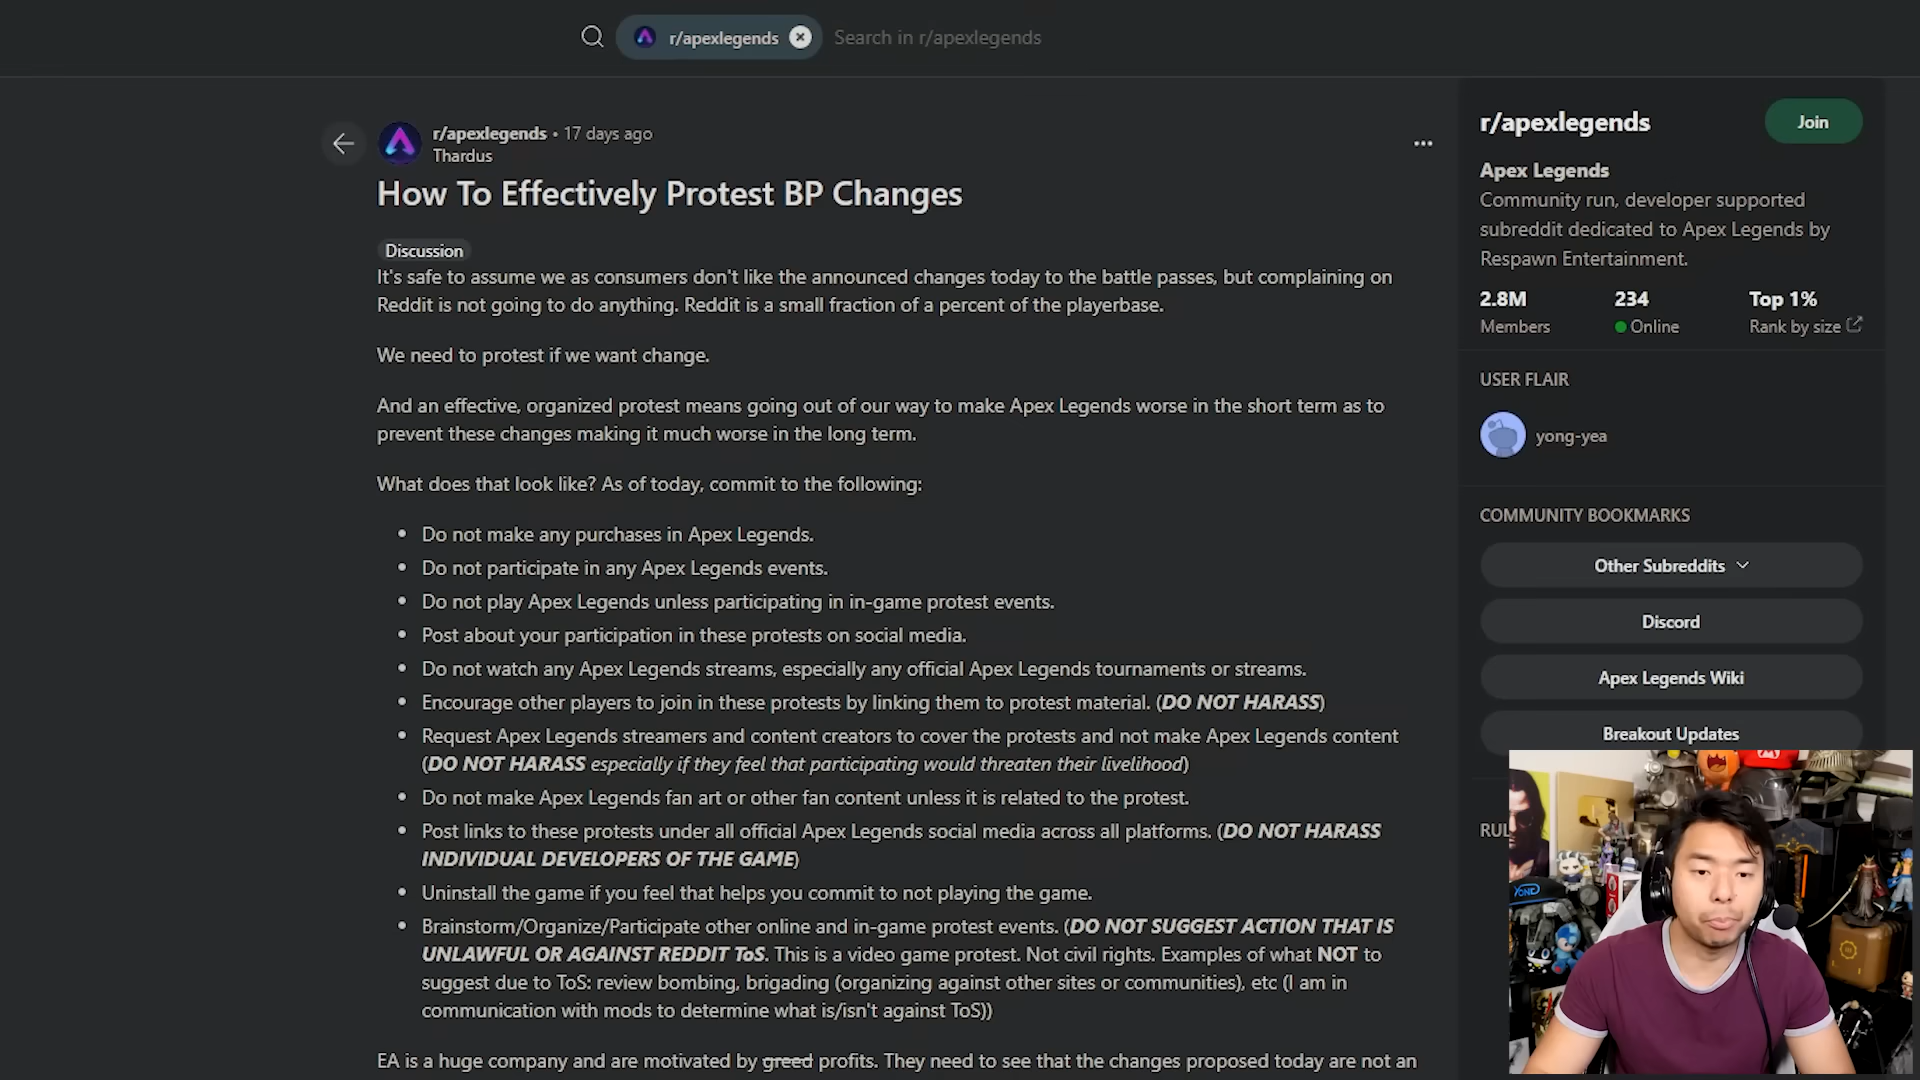 r/apexlegends
Search in r/apexlegends
r/apexlegends • 17 days ago
Thardus
How To Effectively Protest BP Changes
Discussion
It's safe to assume we as consumers don't like the announced changes today to the battle passes, but complaining on
Reddit is not going to do anything. Reddit is a small fraction of a percent of the playerbase.
We need to protest if we want change.
And an effective, organized protest means going out of our way to make Apex Legends worse in the short term as to
prevent these changes making it much worse in the long term.
What does that look like? As of today, commit to the following:
• Do not make any purchases in Apex Legends.
• Do not participate in any Apex Legends events.
• Do not play Apex Legends unless participating in in-game protest events.
• Post about your participation in these protests on social media.
• Do not watch any Apex Legends streams, especially any official Apex Legends tournaments or streams.
• Encourage other players to join in these protests by linking them to protest material. (DO NOT HARASS)
• Request Apex Legends streamers and content creators to cover the protests and not make Apex Legends content
(DO NOT HARASS especially if they feel that participating would threaten their livelihood)
• Do not make Apex Legends fan art or other fan content unless it is related to the protest.
• Post links to these protests under all official Apex Legends social media across all platforms. (DO NOT HARASS
INDIVIDUAL DEVELOPERS OF THE GAME)
• Uninstall the game if you feel that helps you commit to not playing the game.
• Brainstorm/Organize/Participate other online and in-game protest events. (DO NOT SUGGEST ACTION THAT IS
UNLAWFUL OR AGAINST REDDIT ToS. This is a video game protest. Not civil rights. Examples of what NOT to
suggest due to ToS: review bombing, brigading (organizing against other sites or communities), etc (I am in
communication with mods to determine what is/isn't against ToS))
EA is a huge company and are motivated by greed profits. They need to see that the changes proposed today are not an
r/apexlegends
Join
Apex Legends
Community run, developer supported
subreddit dedicated to Apex Legends by
Respawn Entertainment.
2.8M 234 Top 1%
Members Online Rank by size
USER FLAIR
yong-yea
COMMUNITY BOOKMARKS
Other Subreddits
Discord
Apex Legends Wiki
Breakout Updates
RUL
YONG